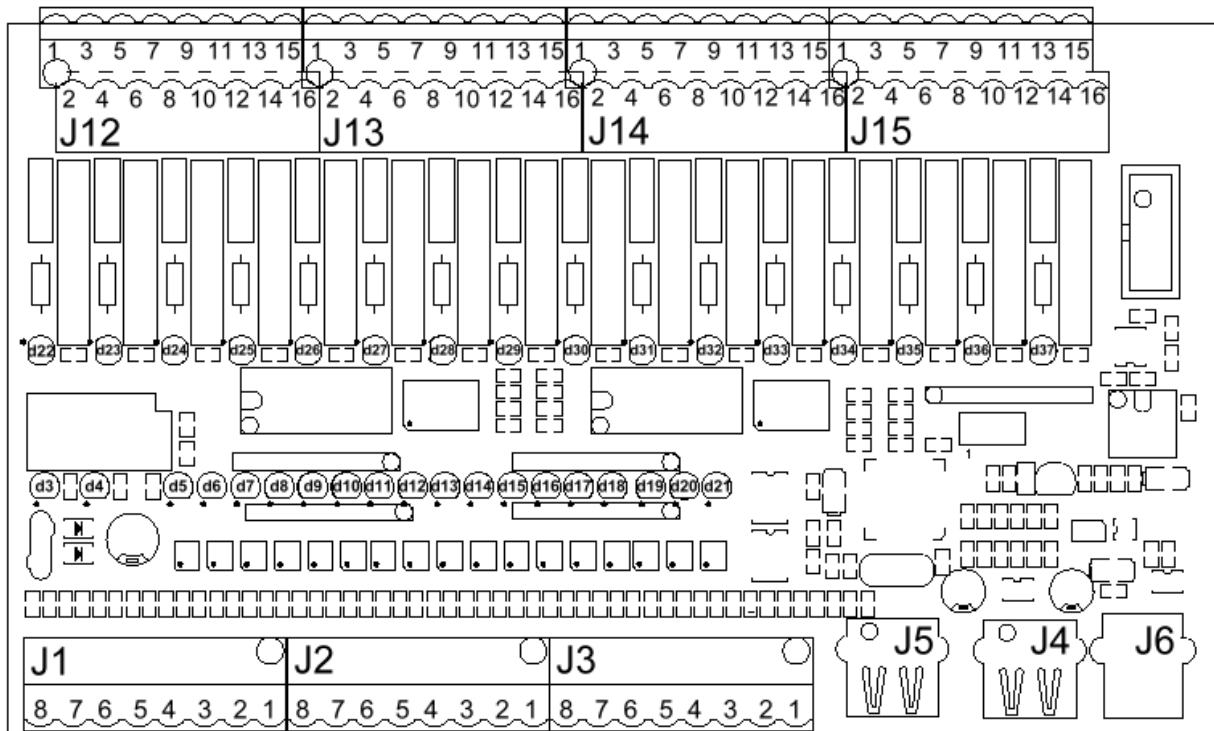 1 3 5 7 9 11 13 15 1 3 5 7 9 11 13 15 1 3 5 7 9 11 13 15 1 3 5 7 9 11 13 15
2 4 6 8 10 12 14 16 2 4 6 8 10 12 14 16 2 4 6 8 10 12 14 16 2 4 6 8 10 12 14 16
J12 J13 J14 J15
d22 d23 d24 d25 d26 d27 d28 d29 d30 d31 d32 d33 d34 d35 d36 d37
1
d3 d4 d5 d6 d7 d8 d9 d10 d11 d12 d13 d14 d15 d16 d17 d18 d19 d20 d21
J1 J2 J3 J5 J4 J6
8 7 6 5 4 3 2 1 8 7 6 5 4 3 2 1 8 7 6 5 4 3 2 1